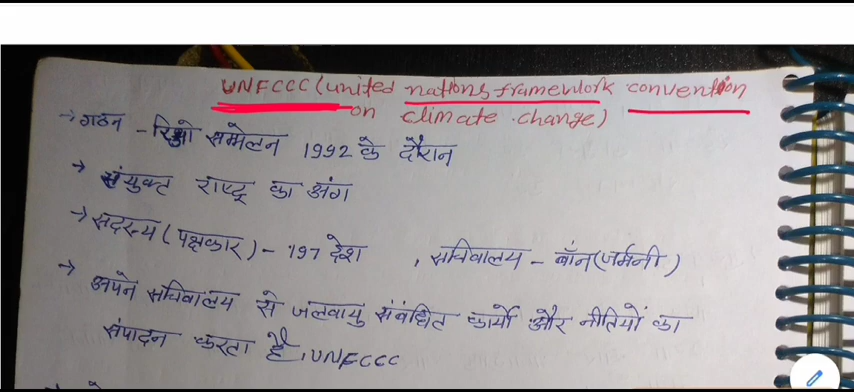 UNFCCC (united nations framework convention
on climate change)
→ गठन - रिओ सम्मेलन 1992 के दौरान
→ संयुक्त राष्ट्र का अंग
→ सदस्य (पक्षकार) - 197 देश , सचिवालय - बॉन (जर्मनी)
→ अपने सचिवालय से जलवायु संबंधित कार्यो और नीतियों का
संपादन करता है, UNFCCC